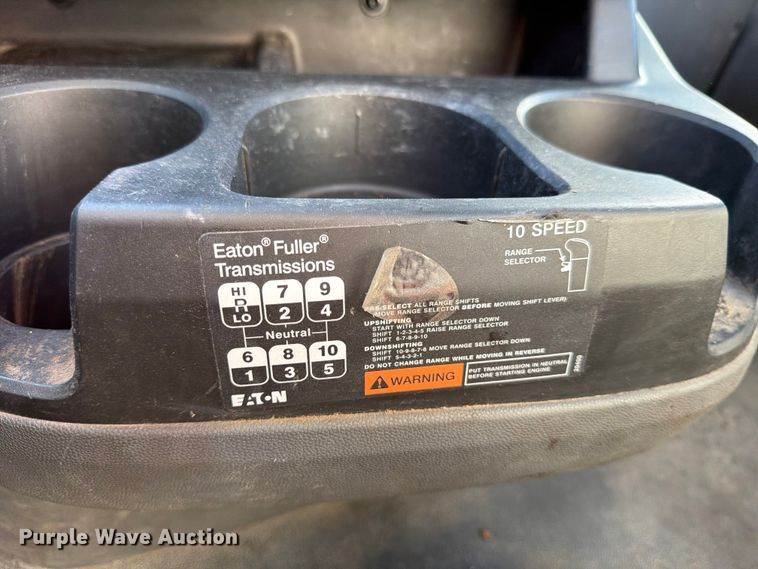 Eaton® Fuller®
Transmissions
10 SPEED
RANGE
SELECTOR
HI
R
LO
7
2
9
4
Neutral
6
1
8
3
10
5
PRE-SELECT ALL RANGE SHIFTS
(MOVE RANGE SELECTOR BEFORE MOVING SHIFT LEVER)
UPSHIFTING
START WITH RANGE SELECTOR DOWN
SHIFT 1-2-3-4-5 RAISE RANGE SELECTOR
SHIFT 6-7-8-9-10
DOWNSHIFTING
SHIFT 10-9-8-7-6 MOVE RANGE SELECTOR DOWN
SHIFT 5-4-3-2-1
DO NOT CHANGE RANGE WHILE MOVING IN REVERSE
WARNING
PUT TRANSMISSION IN NEUTRAL
BEFORE STARTING ENGINE
EATON
Purple Wave Auction